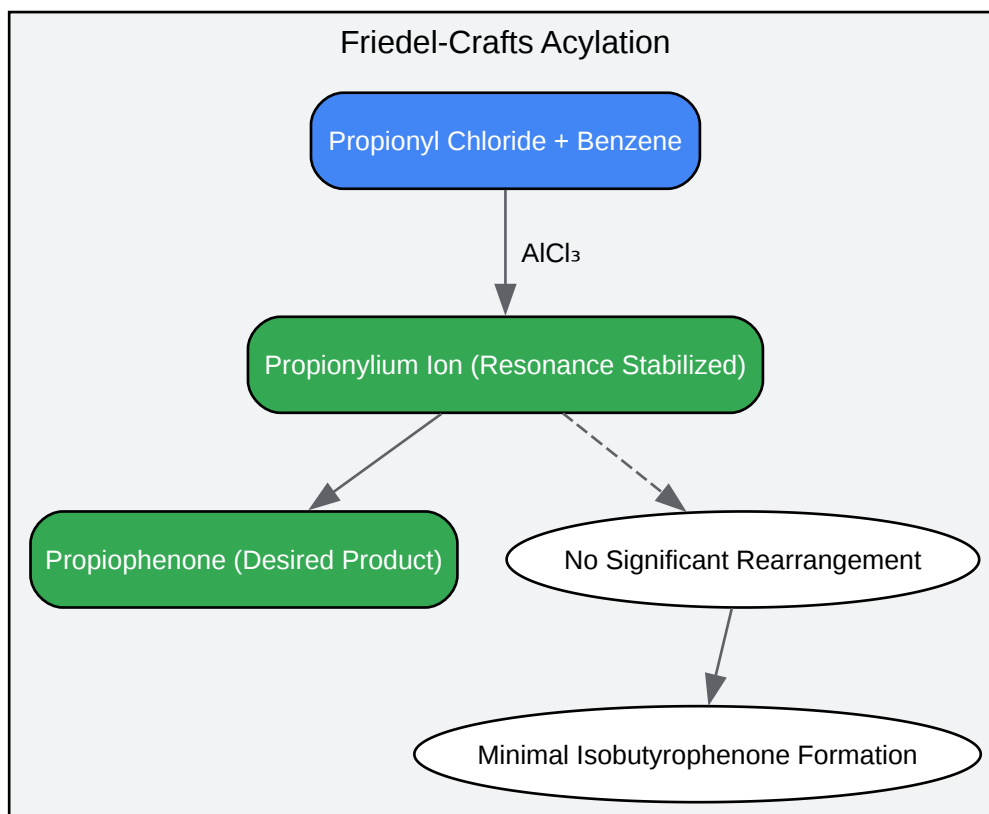 Friedel-Crafts Acylation
Propionyl Chloride + Benzene
AlCl₃
Propionylium Ion (Resonance Stabilized)
Propiophenone (Desired Product)
No Significant Rearrangement
Minimal Isobutyrophenone Formation